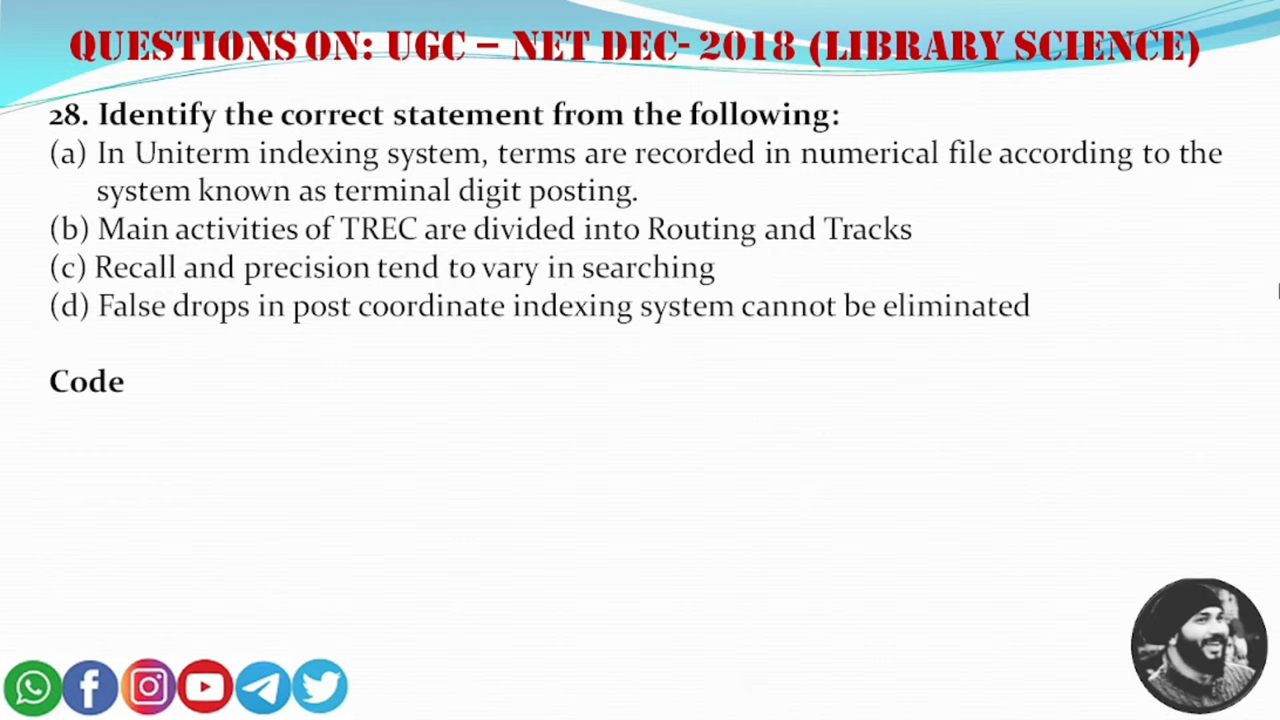 QUESTIONS ON: UGC – NET DEC- 2018 (LIBRARY SCIENCE)
28. Identify the correct statement from the following:
(a) In Uniterm indexing system, terms are recorded in numerical file according to the
system known as terminal digit posting.
(b) Main activities of TREC are divided into Routing and Tracks
(c) Recall and precision tend to vary in searching
(d) False drops in post coordinate indexing system cannot be eliminated
Code